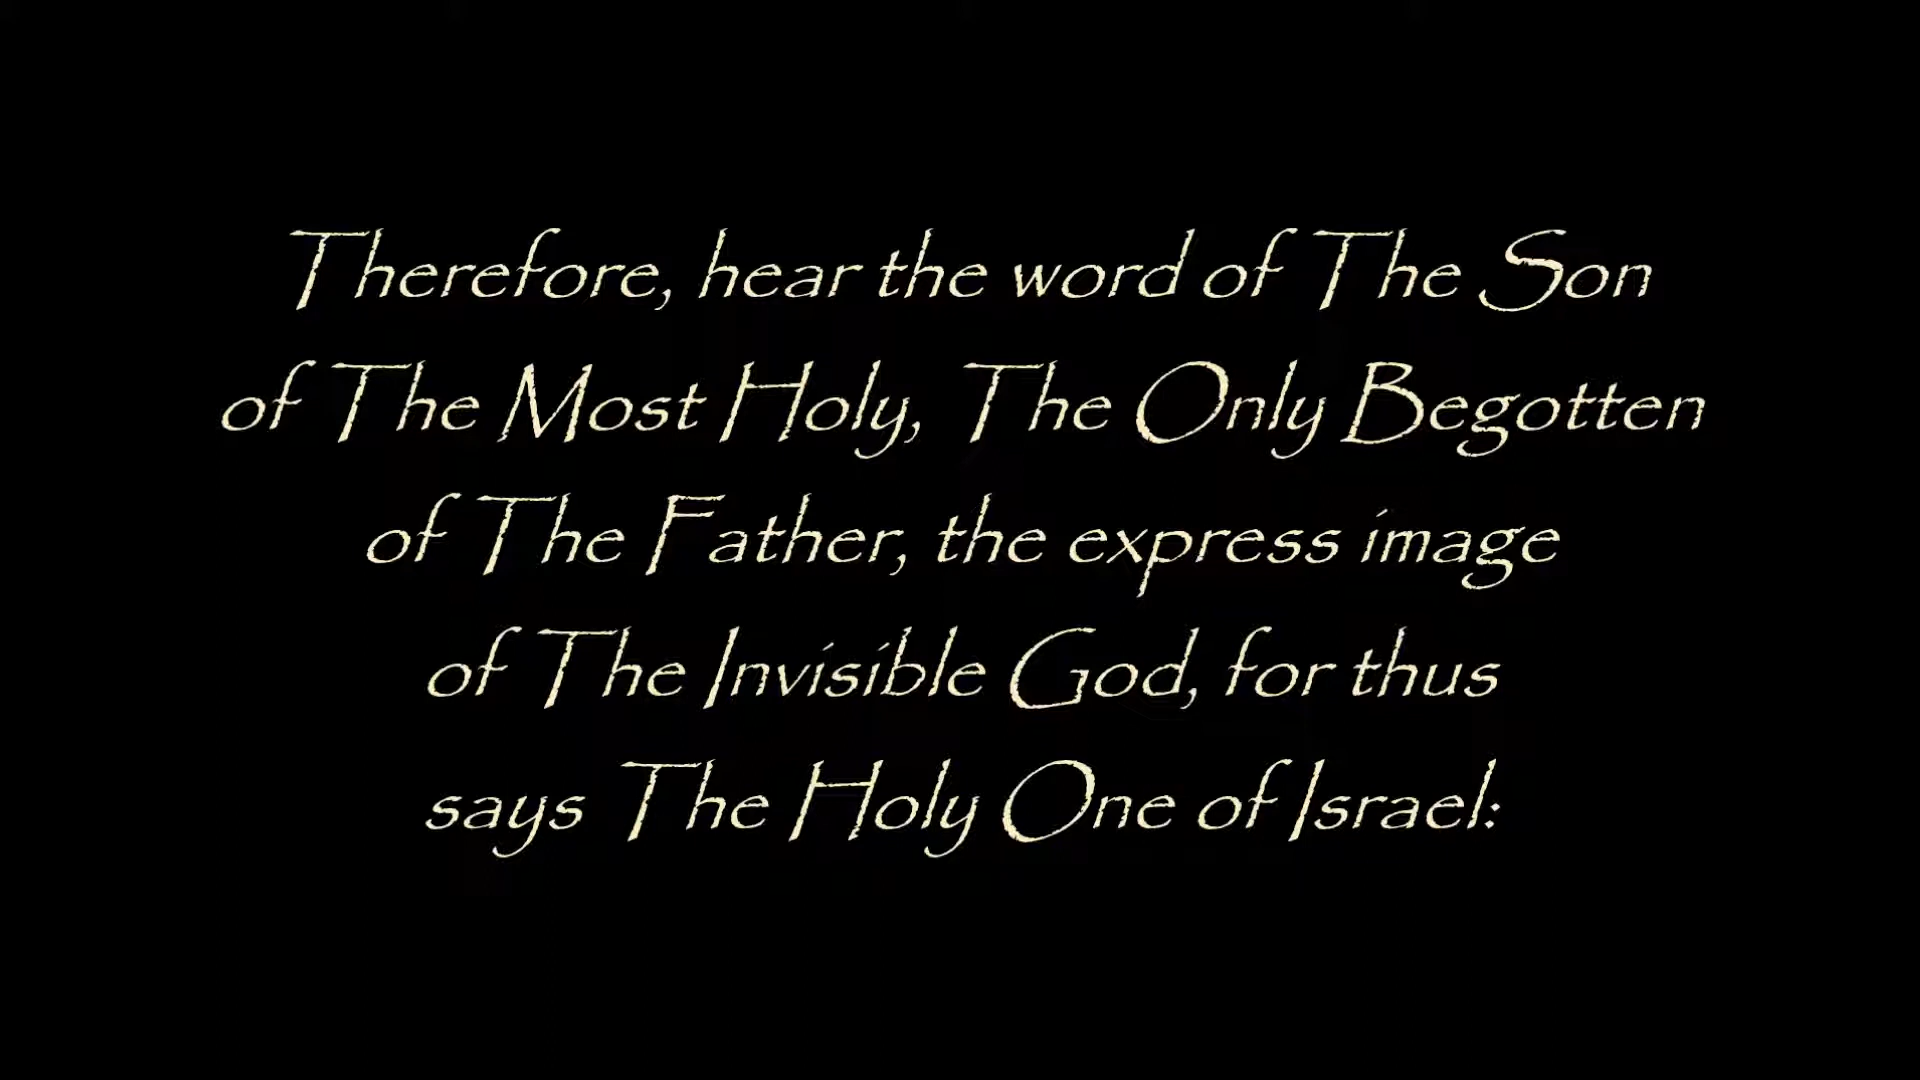 Therefore, hear the word of The Son
of The Most Holy, The Only Begotten
of The Father, the express image
of The Invisible God, for thus
says The Holy One of Israel: